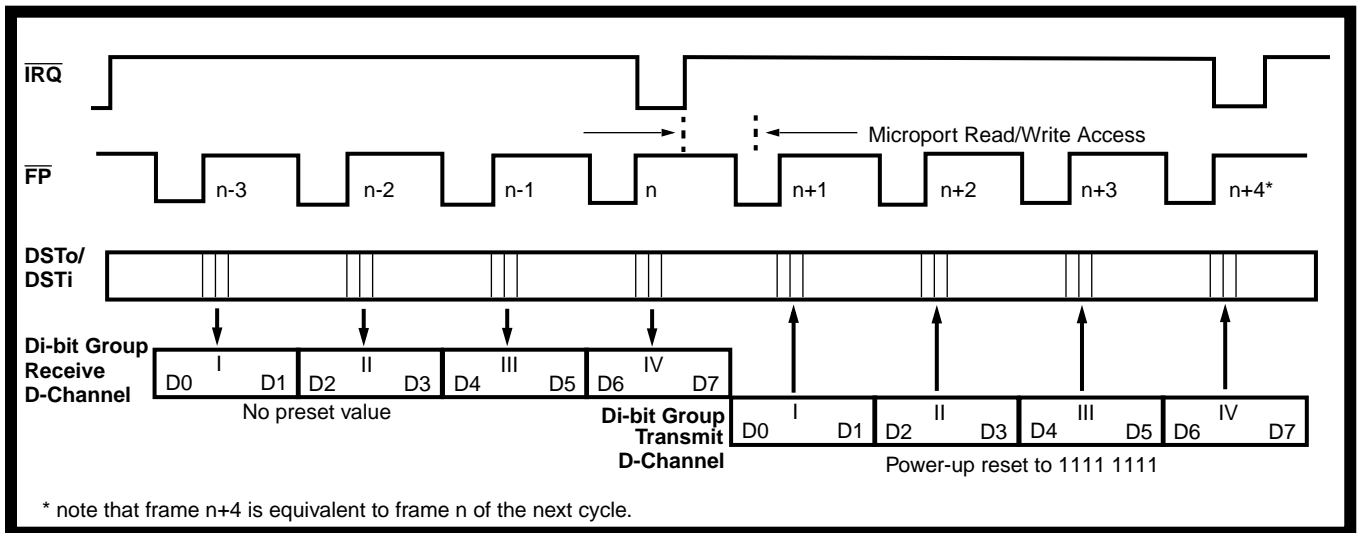 IRQ
Microport Read/Write Access
FP
n-3 n-2 n-1 n n+1 n+2 n+3 n+4*
DSTo/
DSTi
Di-bit Group
Receive
D-Channel
I II III IV
D0 D1 D2 D3 D4 D5 D6 D7
No preset value
Di-bit Group
Transmit
D-Channel
I II III IV
D0 D1 D2 D3 D4 D5 D6 D7
Power-up reset to 1111 1111
* note that frame n+4 is equivalent to frame n of the next cycle.